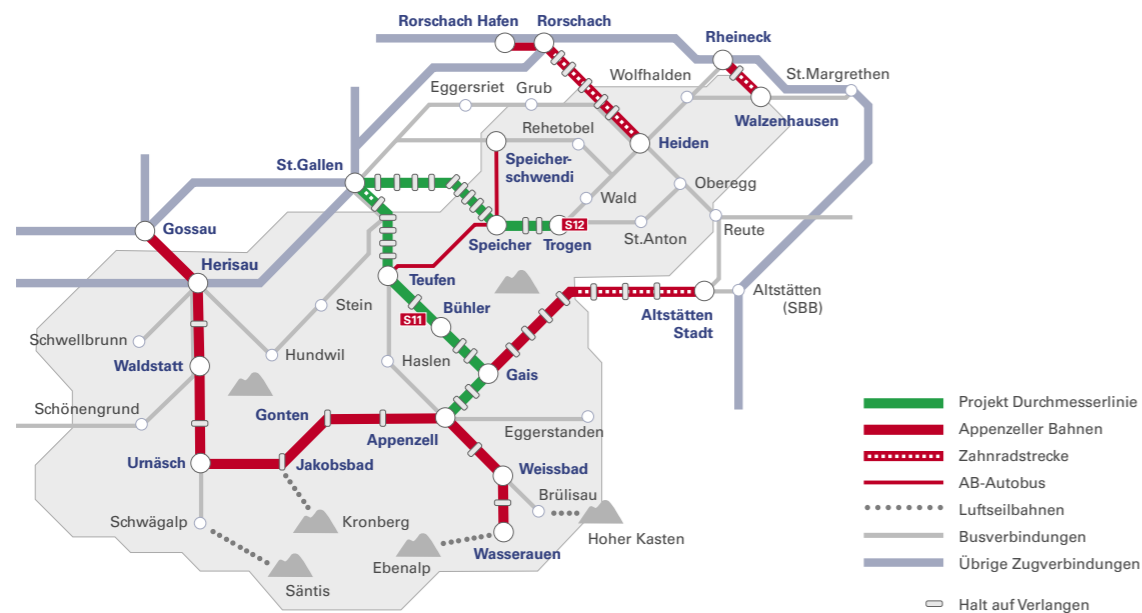 Rorschach Hafen
Rorschach
Rheineck
Wolfhalden
St.Margrethen
Eggersriet
Grub
Walzenhausen
Rehetobel
Heiden
St.Gallen
Speicher-
schwendi
Oberegg
Wald
Gossau
Speicher
S12
Trogen
St.Anton
Reute
Herisau
Teufen
Stein
Bühler
S11
Altstätten
Stadt
Altstätten
(SBB)
Schwellbrunn
Hundwil
Haslen
Waldstatt
Gais
Schönengrund
Gonten
Appenzell
Eggerstanden
Urnäsch
Jakobsbad
Weissbad
Brülisau
Schwägalp
Kronberg
Hoher Kasten
Wasserauen
Ebenalp
Säntis
Projekt Durchmesserlinie
Appenzeller Bahnen
Zahnradstrecke
AB-Autobus
Luftseilbahnen
Busverbindungen
Übrige Zugverbindungen
Halt auf Verlangen